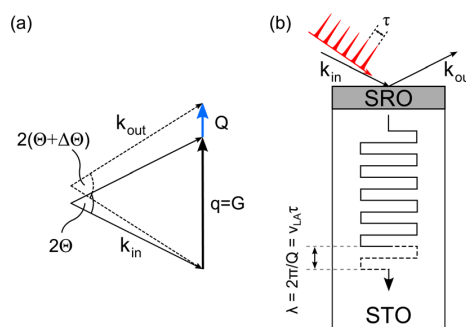 (a)
k_out
Q
2(Θ+ΔΘ)
q=G
2Θ
k_in
(b)
τ
k_in
k_ou
SRO
λ = 2π/Q = v_LA τ
STO